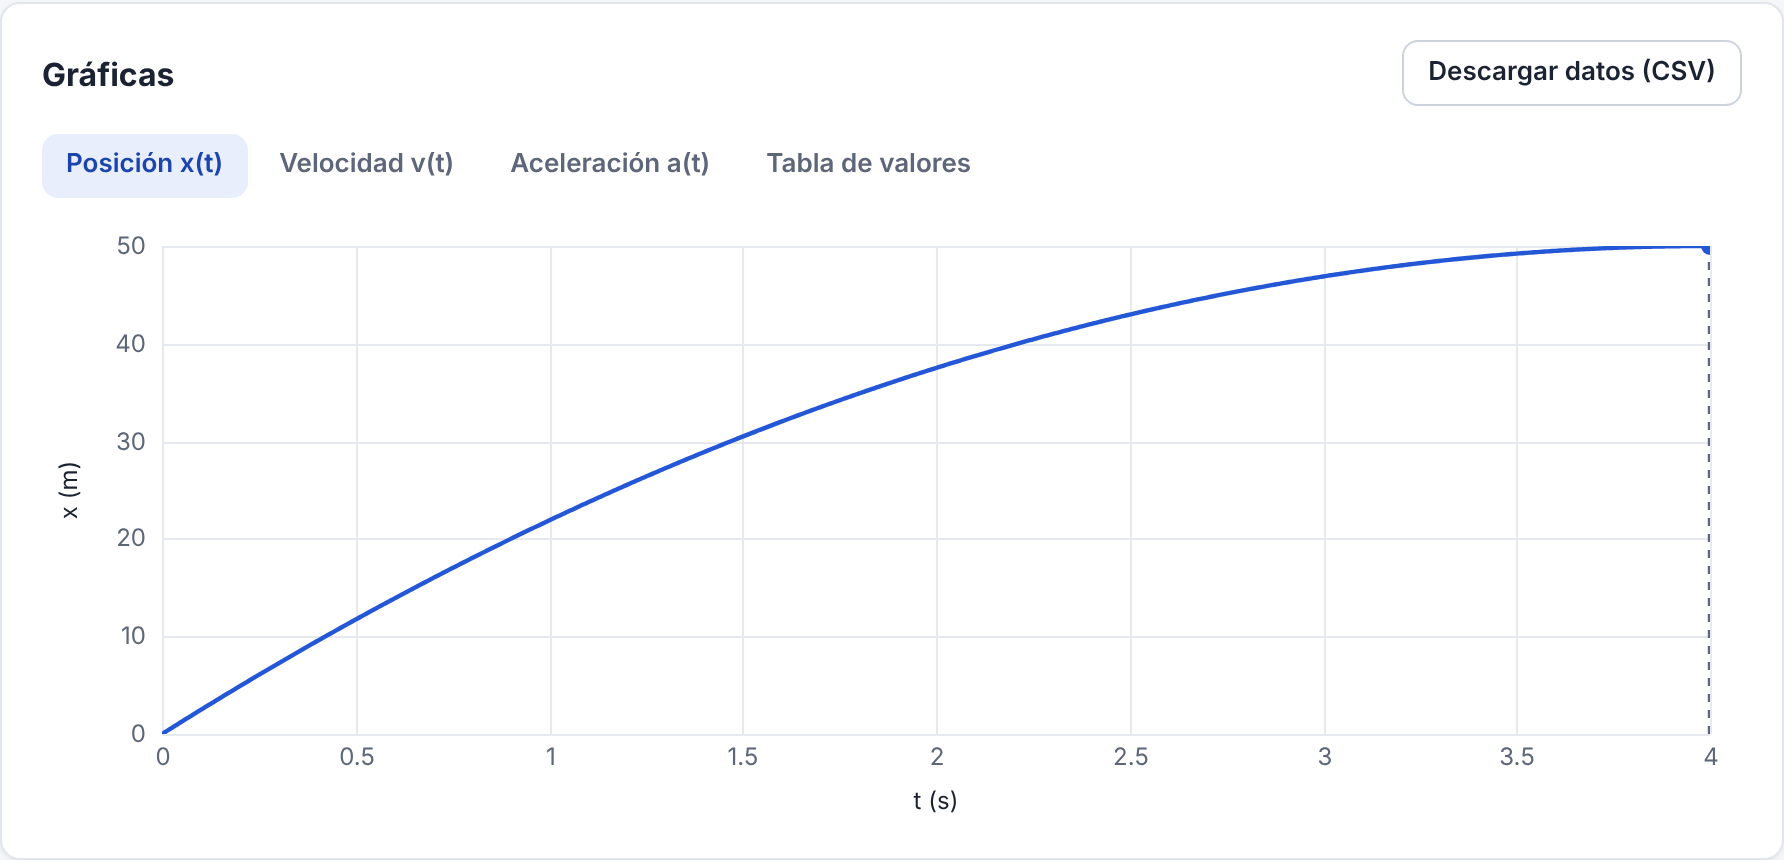 Gráficas
Descargar datos (CSV)
Posición x(t)
Velocidad v(t)
Aceleración a(t)
Tabla de valores
50
40
30
20
10
0
x (m)
0
0.5
1
1.5
2
2.5
3
3.5
4
t (s)